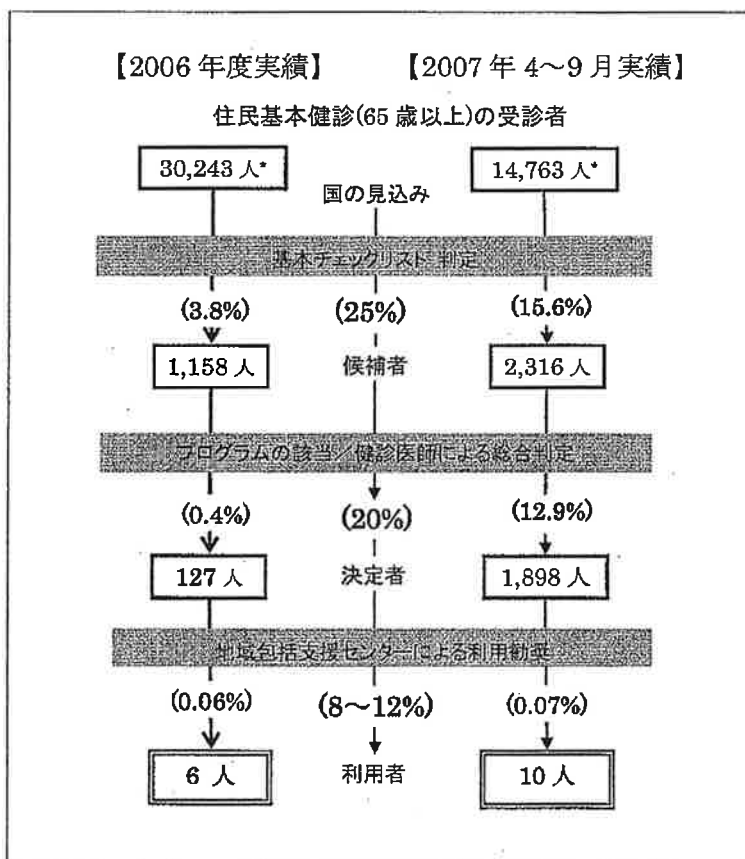 【2006年度実績】 【2007年4～9月実績】
住民基本健診(65歳以上)の受診者
30,243人* 14,763人*
国の見込み
基本チェックリスト 判定
(3.8%) (25%) (15.6%)
1,158人 候補者 2,316人
プログラムの該当／健診医師による総合判定
(0.4%) (20%) (12.9%)
127人 決定者 1,898人
地域包括支援センターによる利用勧奨
(0.06%) (8～12%) (0.07%)
6人 利用者 10人